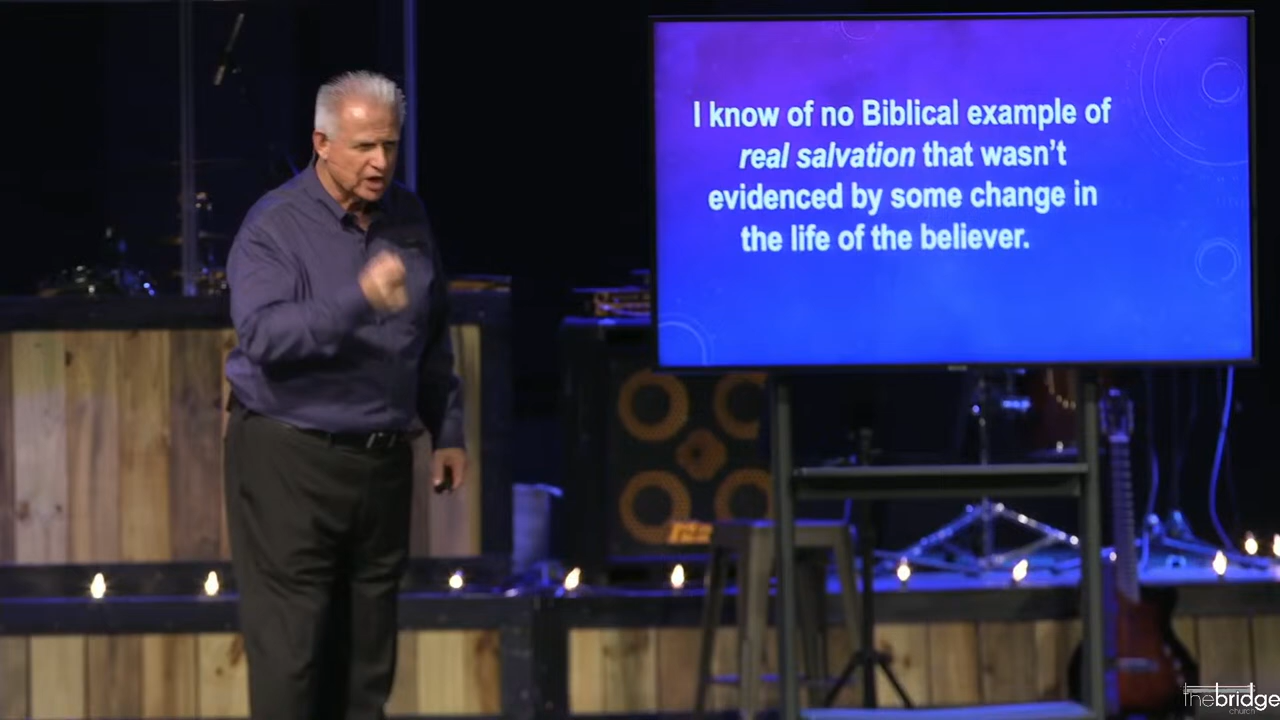 I know of no Biblical example of
real salvation that wasn't
evidenced by some change in
the life of the believer.
thebridge
church